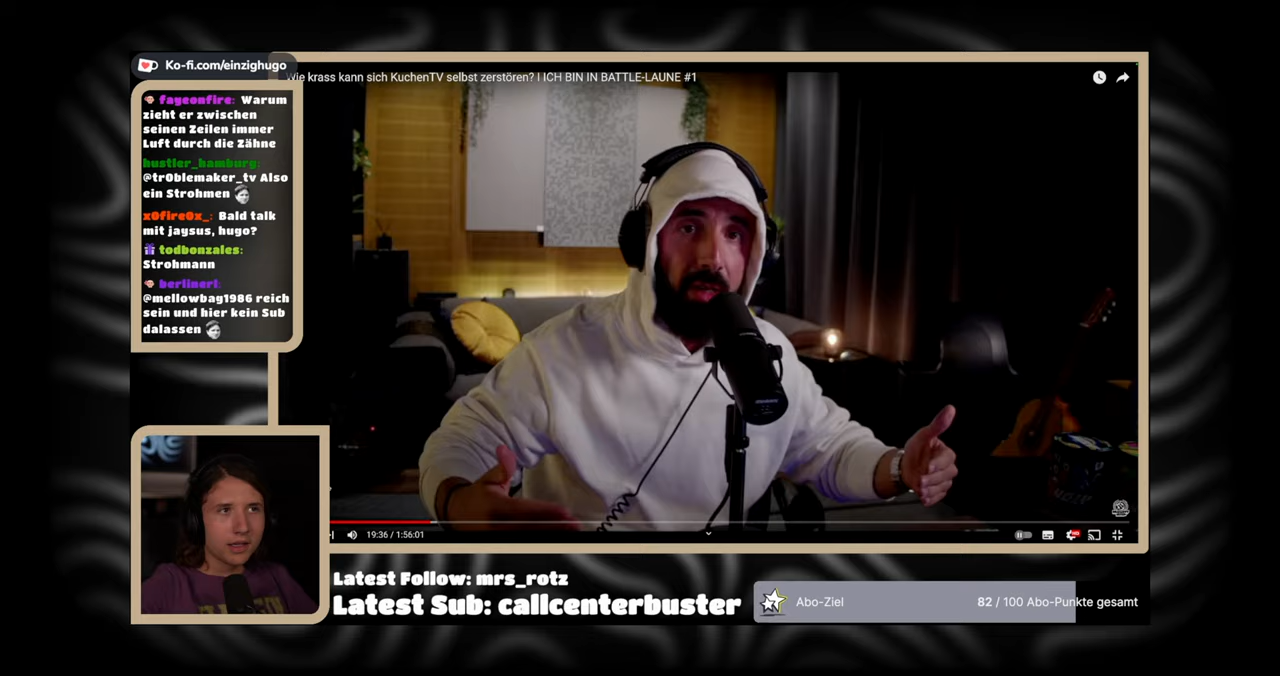 Ko-fi.com/einzighugo
Wie krass kann sich KuchenTV selbst zerstören? I ICH BIN IN BATTLE-LAUNE #1
fayeonfire: Warum
zieht er zwischen
seinen Zeilen immer
Luft durch die Zähne
hustler_hamburg:
@tr0blemaker_tv Also
ein Strohmen
x0fire0x_: Bald talk
mit jaysus, hugo?
todbonzales:
Strohmann
berlinerl:
@mellowbag1986 reich
sein und hier kein Sub
dalassen
19:36 / 1:56:01
Latest Follow: mrs_rotz
Latest Sub: callcenterbuster
Abo-Ziel
82 / 100 Abo-Punkte gesamt